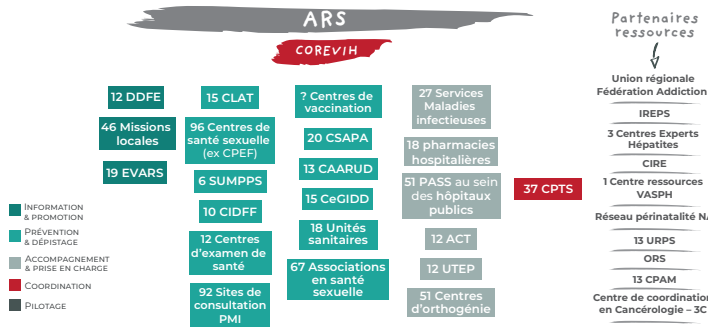 ARS
COREVIH
Partenaires
ressources
12 DDFE
46 Missions
locales
19 EVARS
15 CLAT
96 Centres de
santé sexuelle
(ex CPEF)
6 SUMPPS
10 CIDFF
12 Centres
d'examen de
santé
92 Sites de
consultation
PMI
? Centres de
vaccination
20 CSAPA
13 CAARUD
15 CeGIDD
18 Unités
sanitaires
67 Associations
en santé
sexuelle
27 Services
Maladies
infectieuses
18 pharmacies
hospitalières
51 PASS au sein
des hôpitaux
publics
12 ACT
12 UTEP
51 Centres
d'orthogénie
37 CPTS
Union régionale
Fédération Addiction
IREPS
3 Centres Experts
Hépatites
CIRE
1 Centre ressources
VASPH
Réseau périnatalité NA
13 URPS
ORS
13 CPAM
Centre de coordination
en Cancérologie – 3C
INFORMATION
& PROMOTION
PRÉVENTION
& DÉPISTAGE
ACCOMPAGNEMENT
& PRISE EN CHARGE
COORDINATION
PILOTAGE